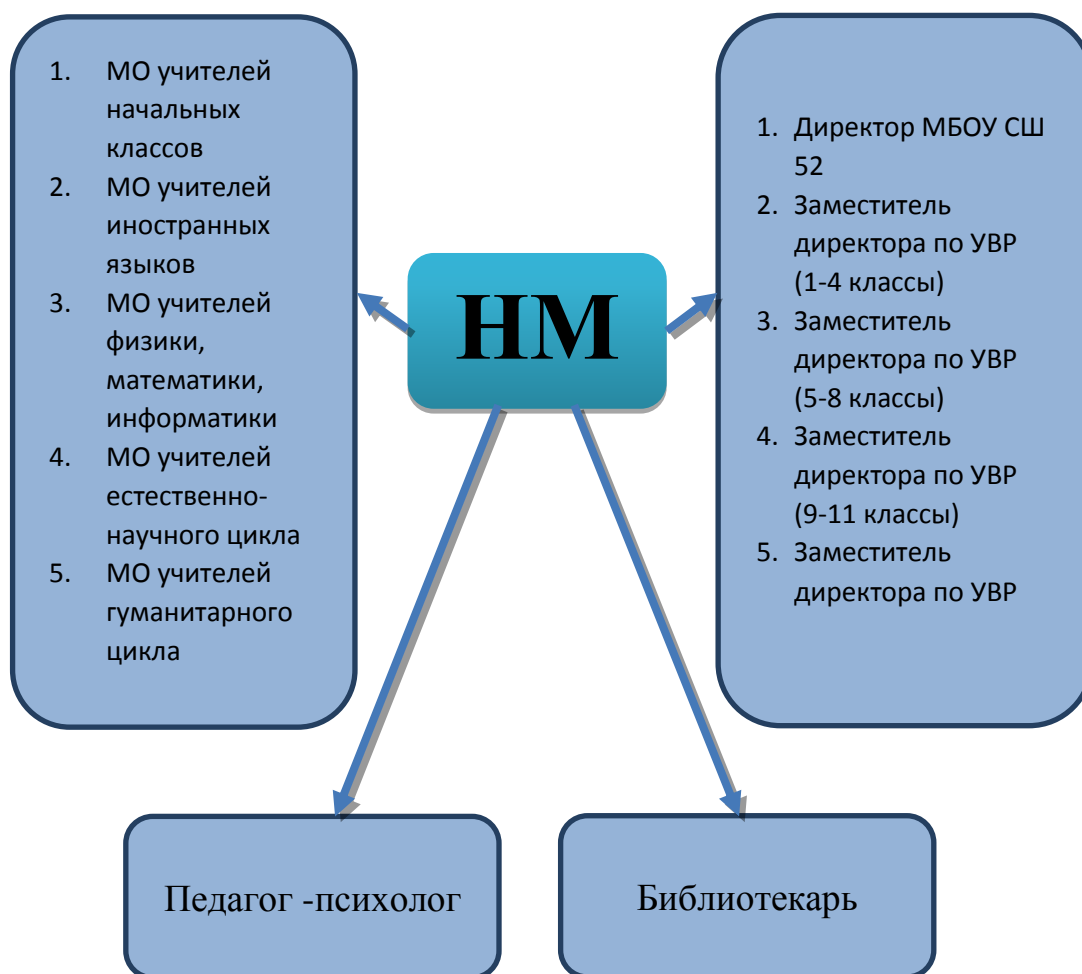 1. МО учителей
начальных
классов
2. МО учителей
иностранных
языков
3. МО учителей
физики,
математики,
информатики
4. МО учителей
естественно-
научного цикла
5. МО учителей
гуманитарного
цикла
НМ
1. Директор МБОУ СШ
52
2. Заместитель
директора по УВР
(1-4 классы)
3. Заместитель
директора по УВР
(5-8 классы)
4. Заместитель
директора по УВР
(9-11 классы)
5. Заместитель
директора по УВР
Педагог -психолог
Библиотекарь